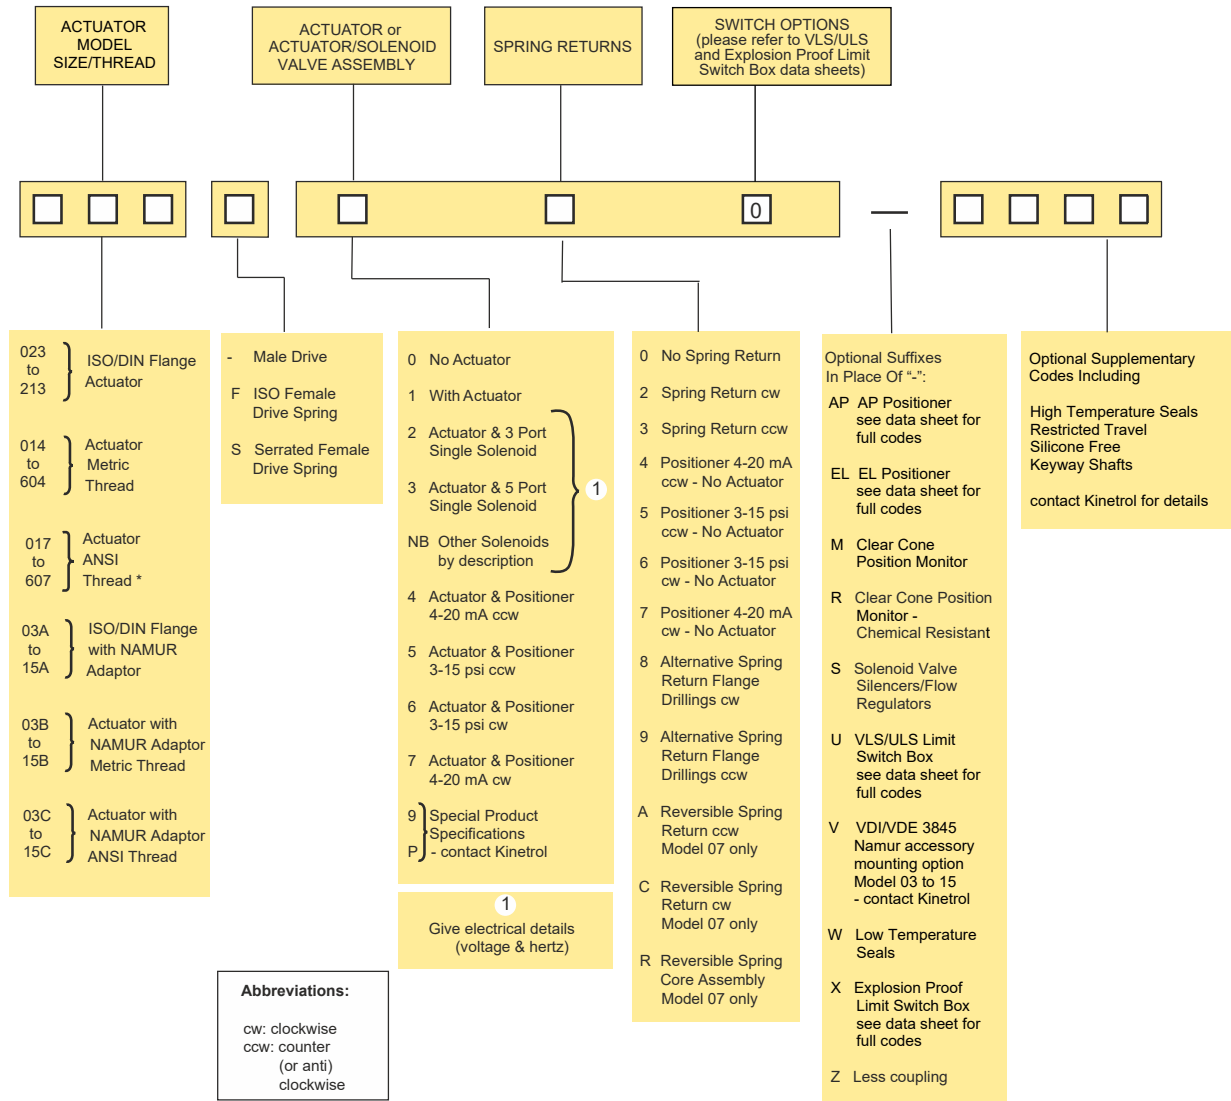 ACTUATOR
MODEL
SIZE/THREAD
ACTUATOR or
ACTUATOR/SOLENOID
VALVE ASSEMBLY
SPRING RETURNS
SWITCH OPTIONS
(please refer to VLS/ULS
and Explosion Proof Limit
Switch Box data sheets)
0
—
023
to
213
ISO/DIN Flange
Actuator
014
to
604
Actuator
Metric
Thread
017
to
607
Actuator
ANSI
Thread *
03A
to
15A
ISO/DIN Flange
with NAMUR
Adaptor
03B
to
15B
Actuator with
NAMUR Adaptor
Metric Thread
03C
to
15C
Actuator with
NAMUR Adaptor
ANSI Thread
- Male Drive
F ISO Female
Drive Spring
S Serrated Female
Drive Spring
0 No Actuator
1 With Actuator
2 Actuator & 3 Port
Single Solenoid
3 Actuator & 5 Port
Single Solenoid
NB Other Solenoids
by description
1
4 Actuator & Positioner
4-20 mA ccw
5 Actuator & Positioner
3-15 psi ccw
6 Actuator & Positioner
3-15 psi cw
7 Actuator & Positioner
4-20 mA cw
9 Special Product
Specifications
P - contact Kinetrol
1
Give electrical details
(voltage & hertz)
0 No Spring Return
2 Spring Return cw
3 Spring Return ccw
4 Positioner 4-20 mA
ccw - No Actuator
5 Positioner 3-15 psi
ccw - No Actuator
6 Positioner 3-15 psi
cw - No Actuator
7 Positioner 4-20 mA
cw - No Actuator
8 Alternative Spring
Return Flange
Drillings cw
9 Alternative Spring
Return Flange
Drillings ccw
A Reversible Spring
Return ccw
Model 07 only
C Reversible Spring
Return cw
Model 07 only
R Reversible Spring
Core Assembly
Model 07 only
Optional Suffixes
In Place Of “-”:
AP AP Positioner
see data sheet for
full codes
EL EL Positioner
see data sheet for
full codes
M Clear Cone
Position Monitor
R Clear Cone Position
Monitor -
Chemical Resistant
S Solenoid Valve
Silencers/Flow
Regulators
U VLS/ULS Limit
Switch Box
see data sheet for
full codes
V VDI/VDE 3845
Namur accessory
mounting option
Model 03 to 15
- contact Kinetrol
W Low Temperature
Seals
X Explosion Proof
Limit Switch Box
see data sheet for
full codes
Z Less coupling
Optional Supplementary
Codes Including
High Temperature Seals
Restricted Travel
Silicone Free
Keyway Shafts
contact Kinetrol for details
Abbreviations:
cw: clockwise
ccw: counter
(or anti)
clockwise